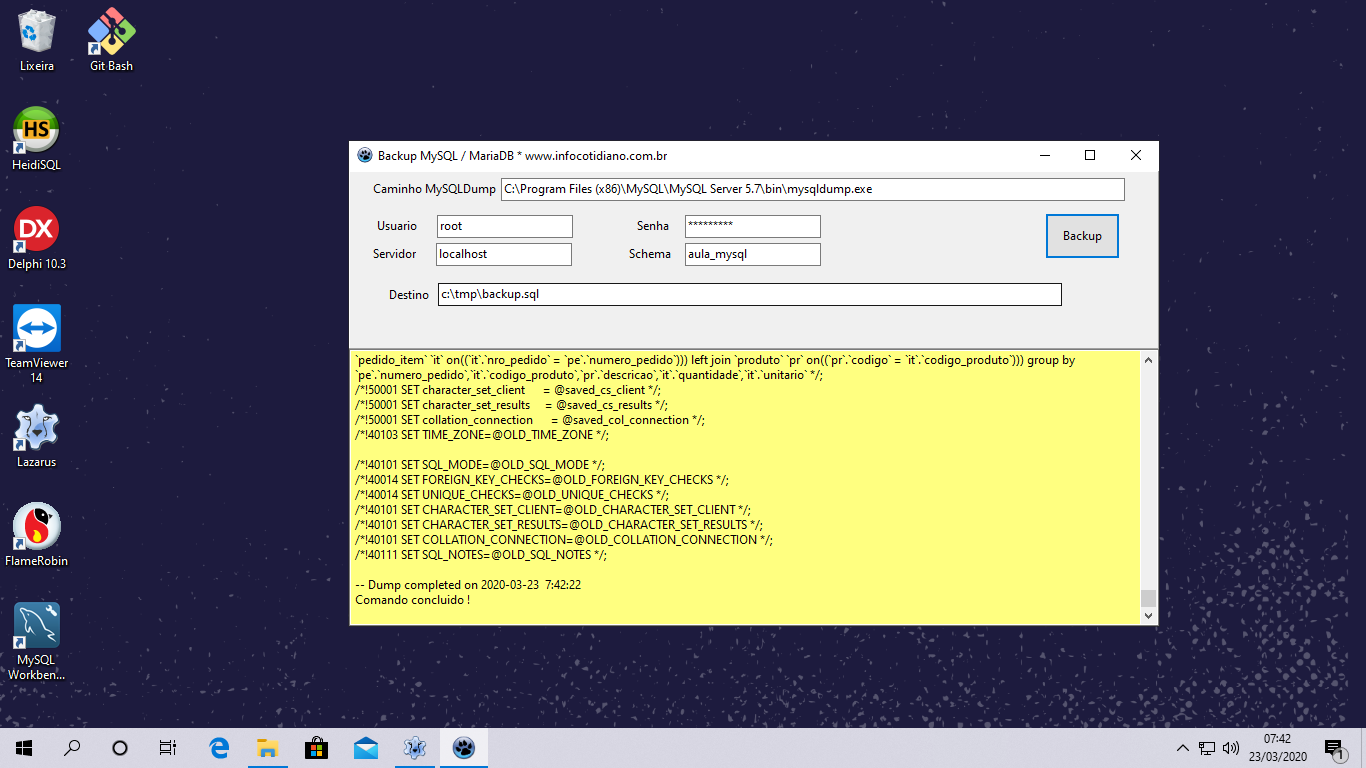 Lixeira
Git Bash
HS
HeidiSQL
DX
Delphi 10.3
TeamViewer
14
Lazarus
FlameRobin
MySQL
Workben...
Backup MySQL / MariaDB * www.infocotidiano.com.br
Caminho MySQLDump C:\Program Files (x86)\MySQL\MySQL Server 5.7\bin\mysqldump.exe
Usuario root Senha *********
Backup
Servidor localhost Schema aula_mysql
Destino c:\tmp\backup.sql
`pedido_item` `it` on((`it`.`nro_pedido` = `pe`.`numero_pedido`))) left join `produto` `pr` on((`pr`.`codigo` = `it`.`codigo_produto`))) group by
`pe`.`numero_pedido`,`it`.`codigo_produto`,`pr`.`descricao`,`it`.`quantidade`,`it`.`unitario` */;
/*!50001 SET character_set_client      = @saved_cs_client */;
/*!50001 SET character_set_results     = @saved_cs_results */;
/*!50001 SET collation_connection      = @saved_col_connection */;
/*!40103 SET TIME_ZONE=@OLD_TIME_ZONE */;
/*!40101 SET SQL_MODE=@OLD_SQL_MODE */;
/*!40014 SET FOREIGN_KEY_CHECKS=@OLD_FOREIGN_KEY_CHECKS */;
/*!40014 SET UNIQUE_CHECKS=@OLD_UNIQUE_CHECKS */;
/*!40101 SET CHARACTER_SET_CLIENT=@OLD_CHARACTER_SET_CLIENT */;
/*!40101 SET CHARACTER_SET_RESULTS=@OLD_CHARACTER_SET_RESULTS */;
/*!40101 SET COLLATION_CONNECTION=@OLD_COLLATION_CONNECTION */;
/*!40111 SET SQL_NOTES=@OLD_SQL_NOTES */;
-- Dump completed on 2020-03-23  7:42:22
Comando concluido !
07:42
23/03/2020
1